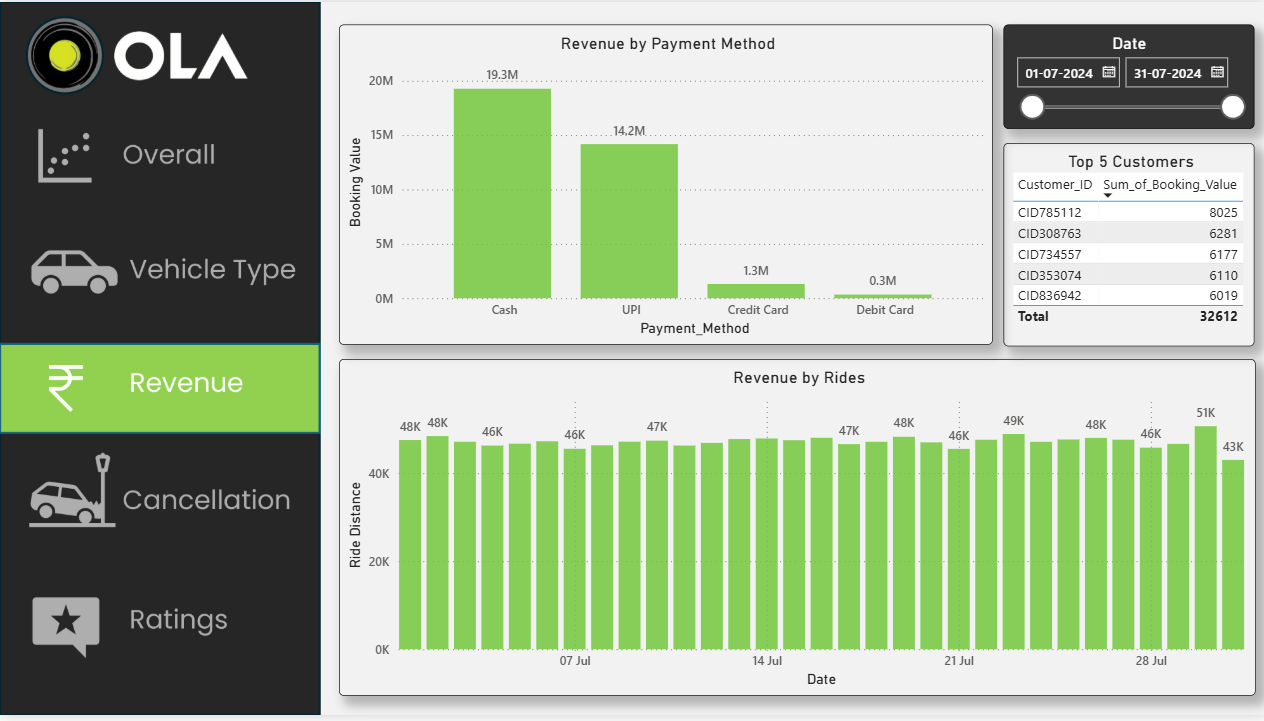 OLA
Overall
Vehicle Type
₹
Revenue
Cancellation
Ratings
Revenue by Payment Method
Booking Value
20M
15M
10M
5M
0M
19.3M
14.2M
1.3M
0.3M
Cash UPI Credit Card Debit Card
Payment_Method
Date
01-07-2024 31-07-2024
Top 5 Customers
Customer_ID Sum_of_Booking_Value
CID785112 8025
CID308763 6281
CID734557 6177
CID353074 6110
CID836942 6019
Total 32612
Revenue by Rides
Ride Distance
40K
20K
0K
48K 48K 46K 46K 47K 47K 48K 46K 49K 48K 46K 51K 43K
07 Jul 14 Jul 21 Jul 28 Jul
Date